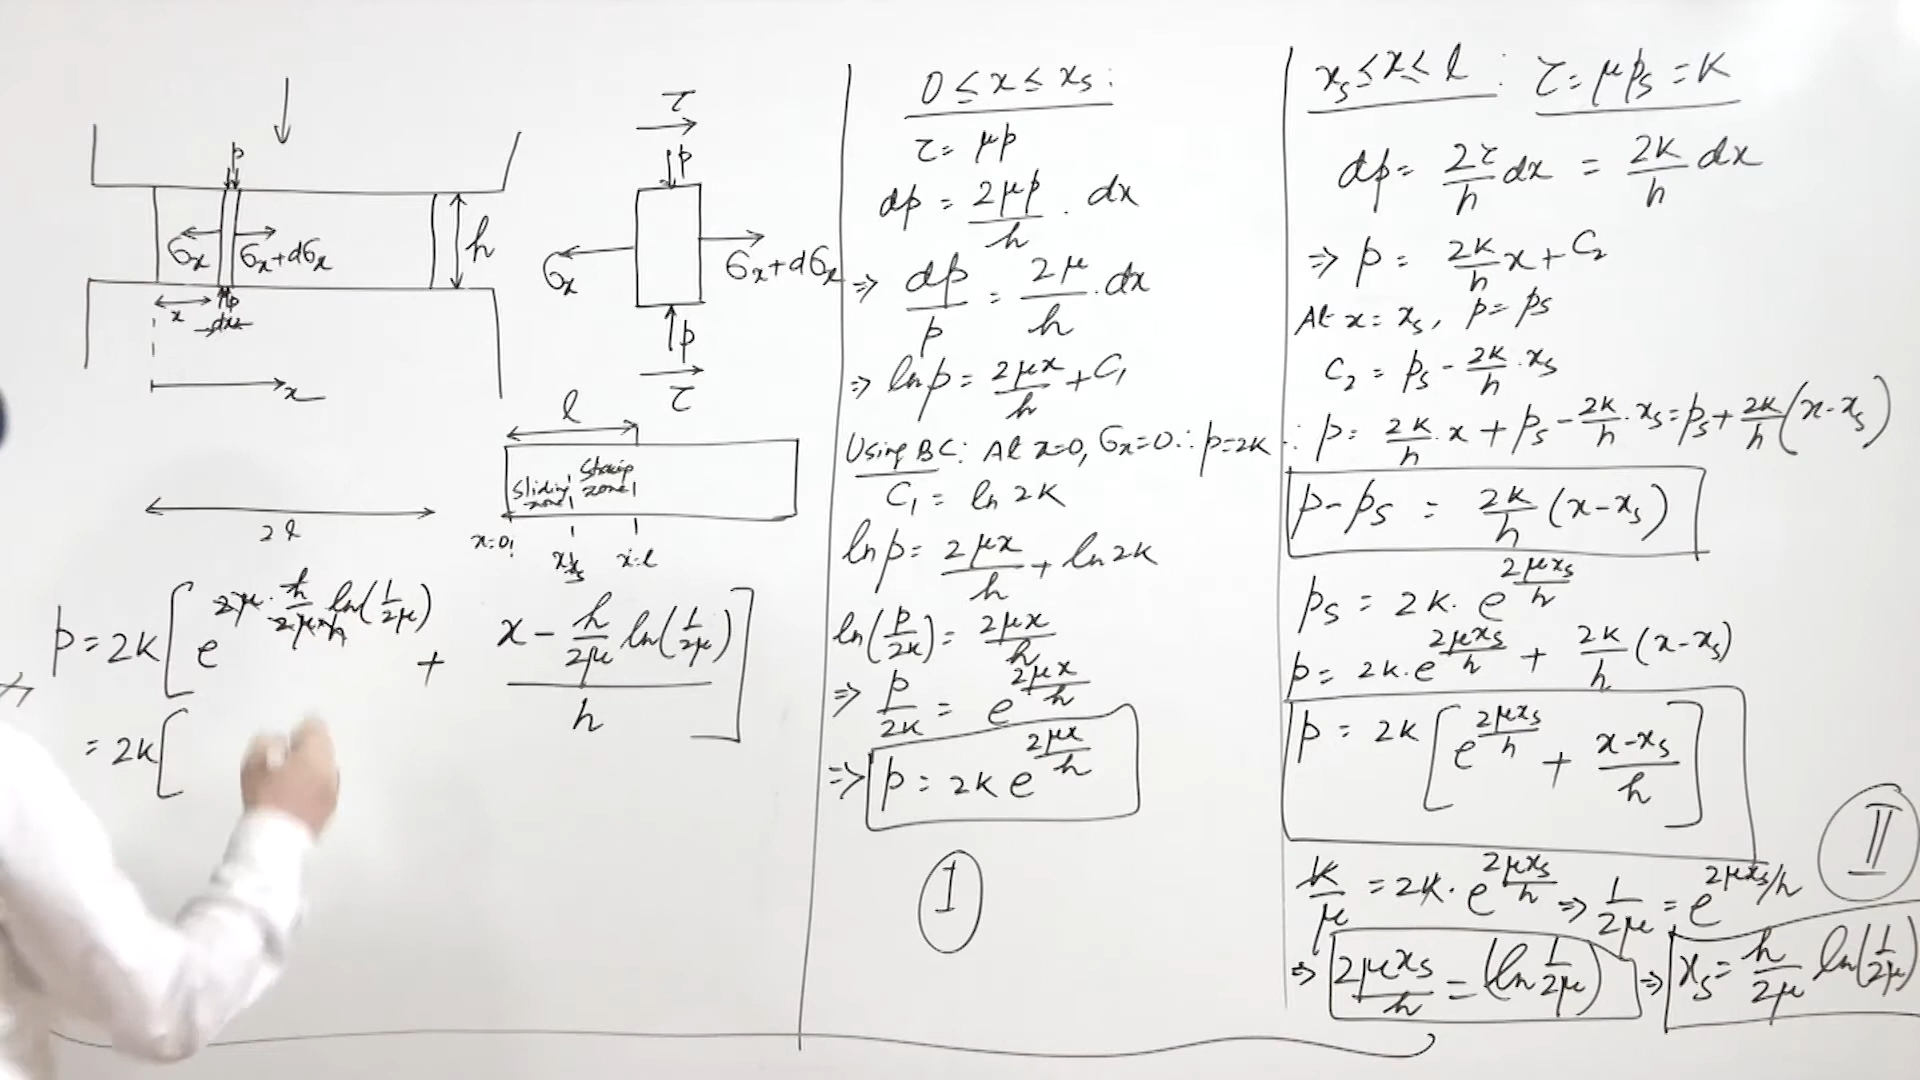 p
σx
σx+dσx
h
x
dx
p
x
2l
τ
p
σx
σx+dσx
p
τ
l
Sliding zone
Sticking zone
x=0
xs
x=l
p = 2k [ e^(2μ·h/2μ·h ln(1/2μ)) + (x - h/2μ ln(1/2μ))/h ]
= 2k [
0 ≤ x ≤ xs :
τ = μp
dp = 2μp/h . dx
⇒ dp/p = 2μ/h . dx
⇒ ln p = 2μx/h + C1
Using BC: At x=0, σx=0 ∴ p=2k
C1 = ln 2k
ln p = 2μx/h + ln 2k
ln(p/2k) = 2μx/h
⇒ p/2k = e^(2μx/h)
⇒ p = 2k e^(2μx/h)
I
xs ≤ x ≤ l : τ = μps = k
dp = 2τ/h dx = 2k/h dx
⇒ p = 2k/h x + C2
At x = xs, p = ps
C2 = ps - 2k/h . xs
∴ p = 2k/h . x + ps - 2k/h . xs = ps + 2k/h (x - xs)
p - ps = 2k/h (x - xs)
ps = 2k . e^(2μxs/h)
p = 2k . e^(2μxs/h) + 2k/h (x - xs)
p = 2k [ e^(2μxs/h) + (x - xs)/h ]
II
k/μ = 2k . e^(2μxs/h) ⇒ 1/2μ = e^(2μxs/h)
⇒ 2μxs/h = (ln 1/2μ) ⇒ xs = h/2μ ln(1/2μ)